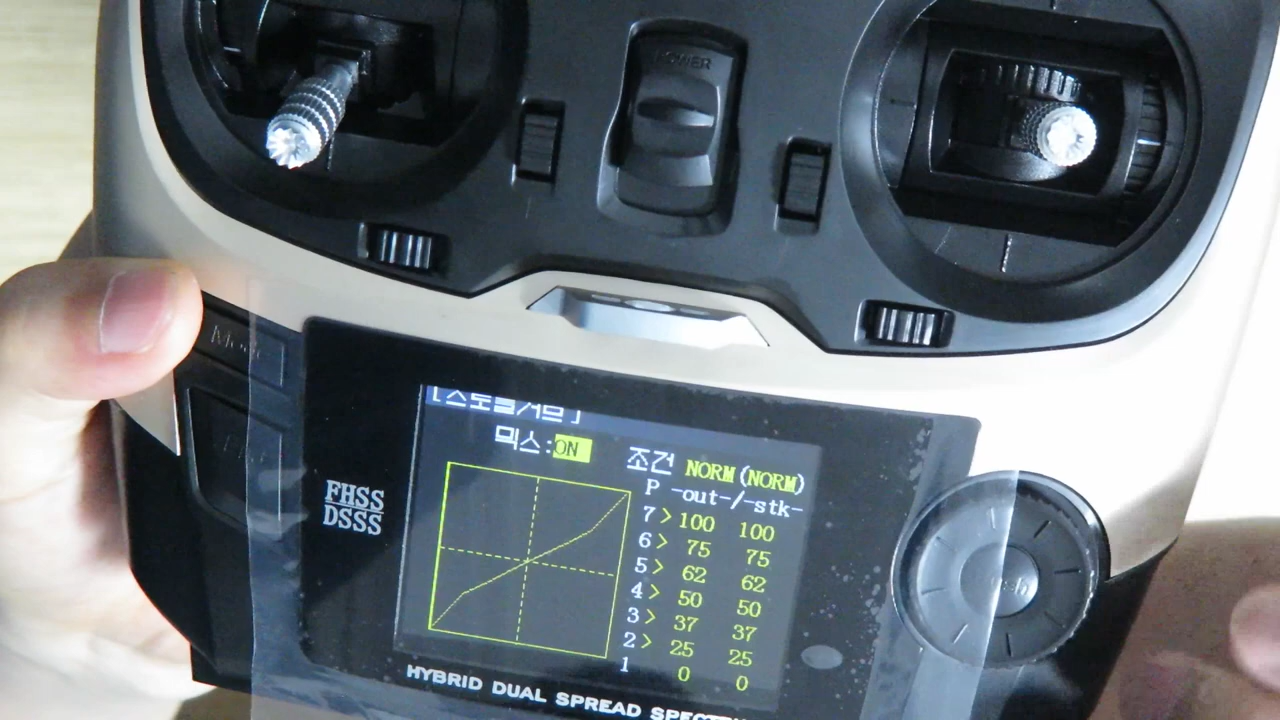 POWER
[스로틀커브]
믹스:ON
조건 NORM(NORM)
P -out-/-stk-
7> 100 100
6> 75 75
5> 62 62
4> 50 50
3> 37 37
2> 25 25
1 0 0
FHSS
DSSS
Push
HYBRID DUAL SPREAD